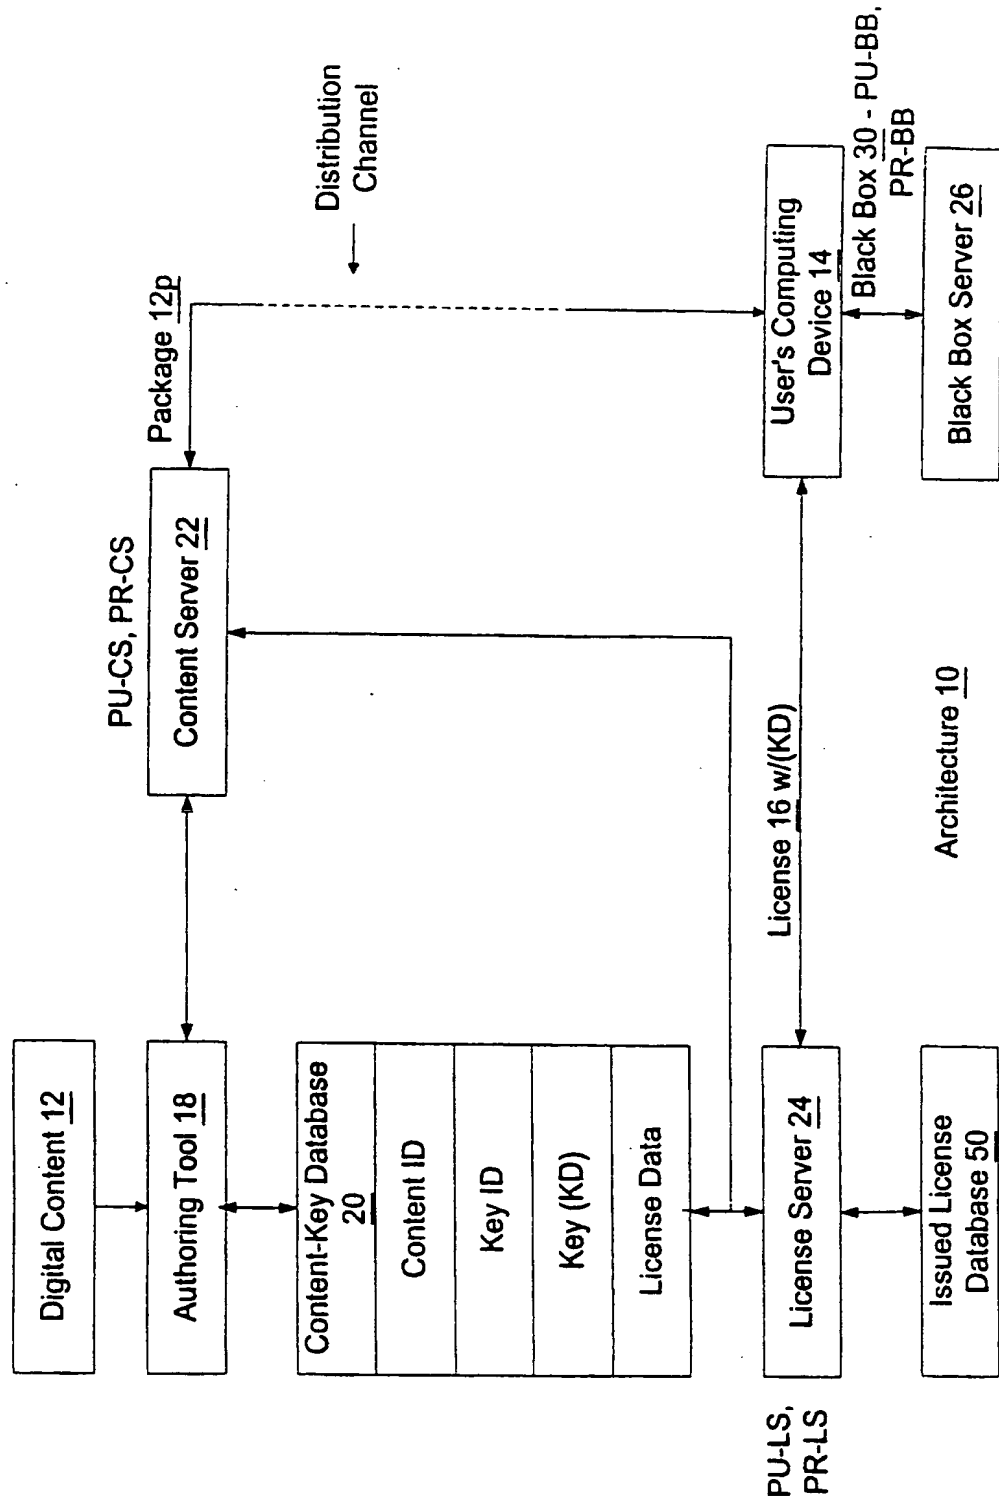 Digital Content 12
Authoring Tool 18
Content-Key Database
20
Content ID
Key ID
Key (KD)
License Data
PU-LS,
PR-LS
License Server 24
Issued License
Database 50
PU-CS, PR-CS
Content Server 22
License 16 w/(KD)
Architecture 10
Package 12p
Distribution
Channel
User's Computing
Device 14
Black Box 30 - PU-BB,
PR-BB
Black Box Server 26